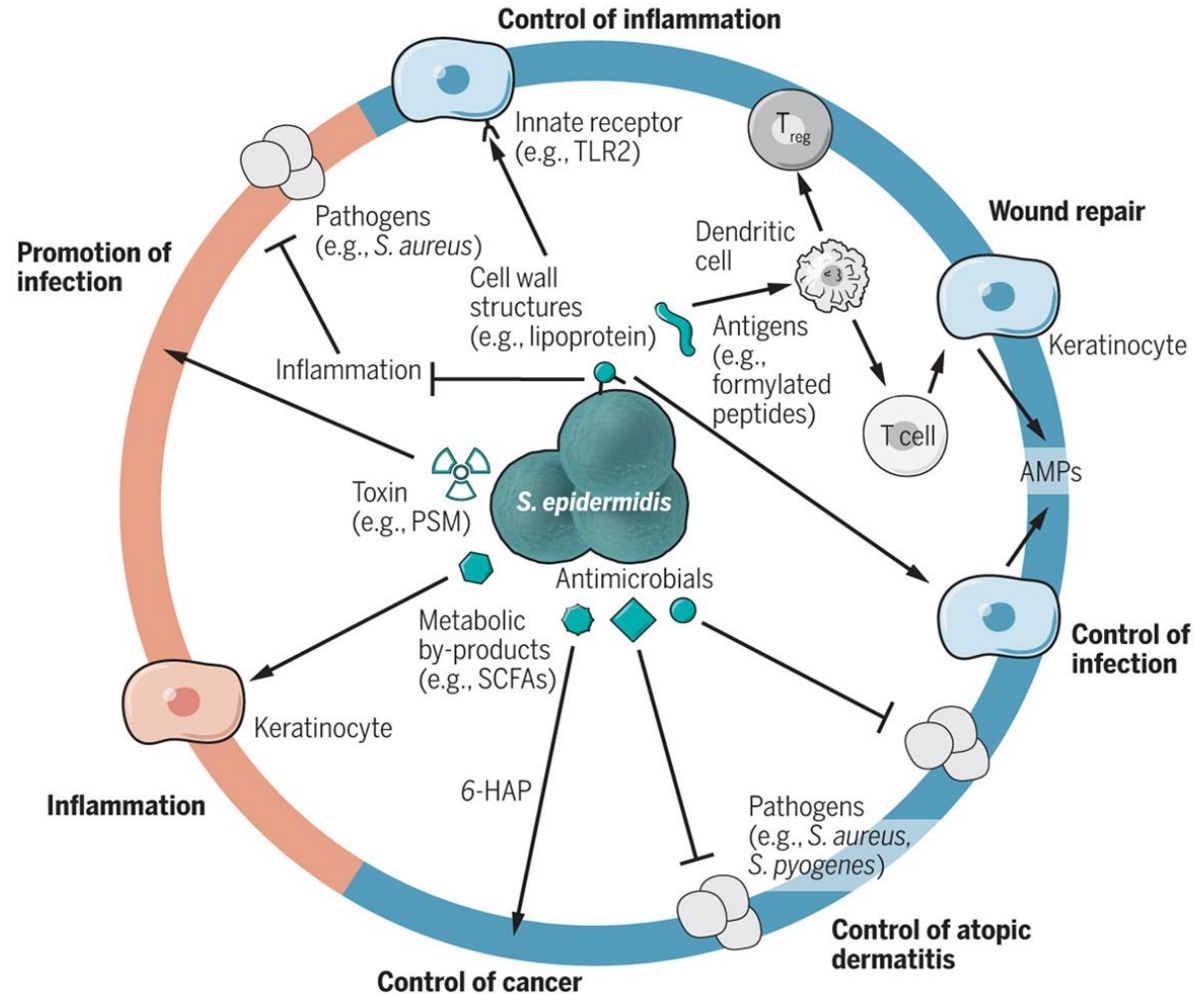 Control of inflammation
Innate receptor
(e.g., TLR2)
Treg
Pathogens
(e.g., S. aureus)
Promotion of
infection
Wound repair
Dendritic
cell
Cell wall
structures
(e.g., lipoprotein)
Antigens
(e.g.,
formylated
peptides)
Keratinocyte
Inflammation
T cell
AMPs
Toxin
(e.g., PSM)
S. epidermidis
Antimicrobials
Metabolic
by-products
(e.g., SCFAs)
Control of
infection
Keratinocyte
6-HAP
Inflammation
Pathogens
(e.g., S. aureus,
S. pyogenes)
Control of atopic
dermatitis
Control of cancer